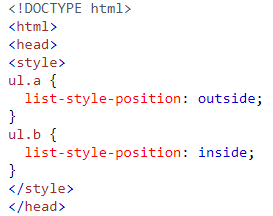 <!DOCTYPE html>
<html>
<head>
<style>
ul.a {
  list-style-position: outside;
}
ul.b {
  list-style-position: inside;
}
</style>
</head>